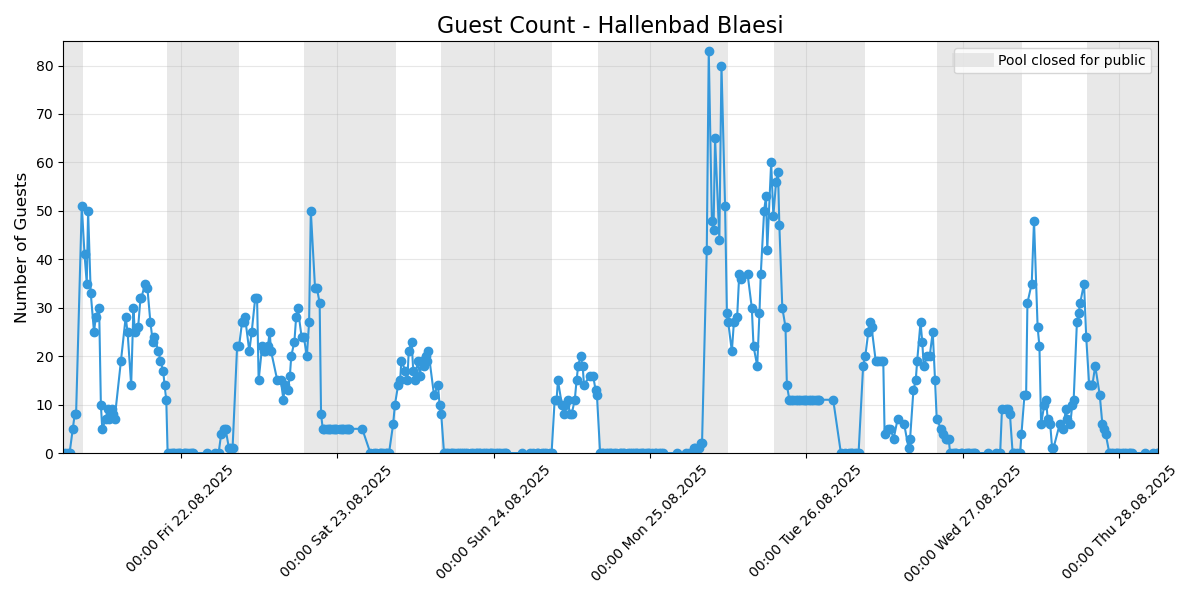 Guest Count - Hallenbad Blaesi
Pool closed for public
Number of Guests
80
70
60
50
40
30
20
10
0
00:00 Fri 22.08.2025
00:00 Sat 23.08.2025
00:00 Sun 24.08.2025
00:00 Mon 25.08.2025
00:00 Tue 26.08.2025
00:00 Wed 27.08.2025
00:00 Thu 28.08.2025